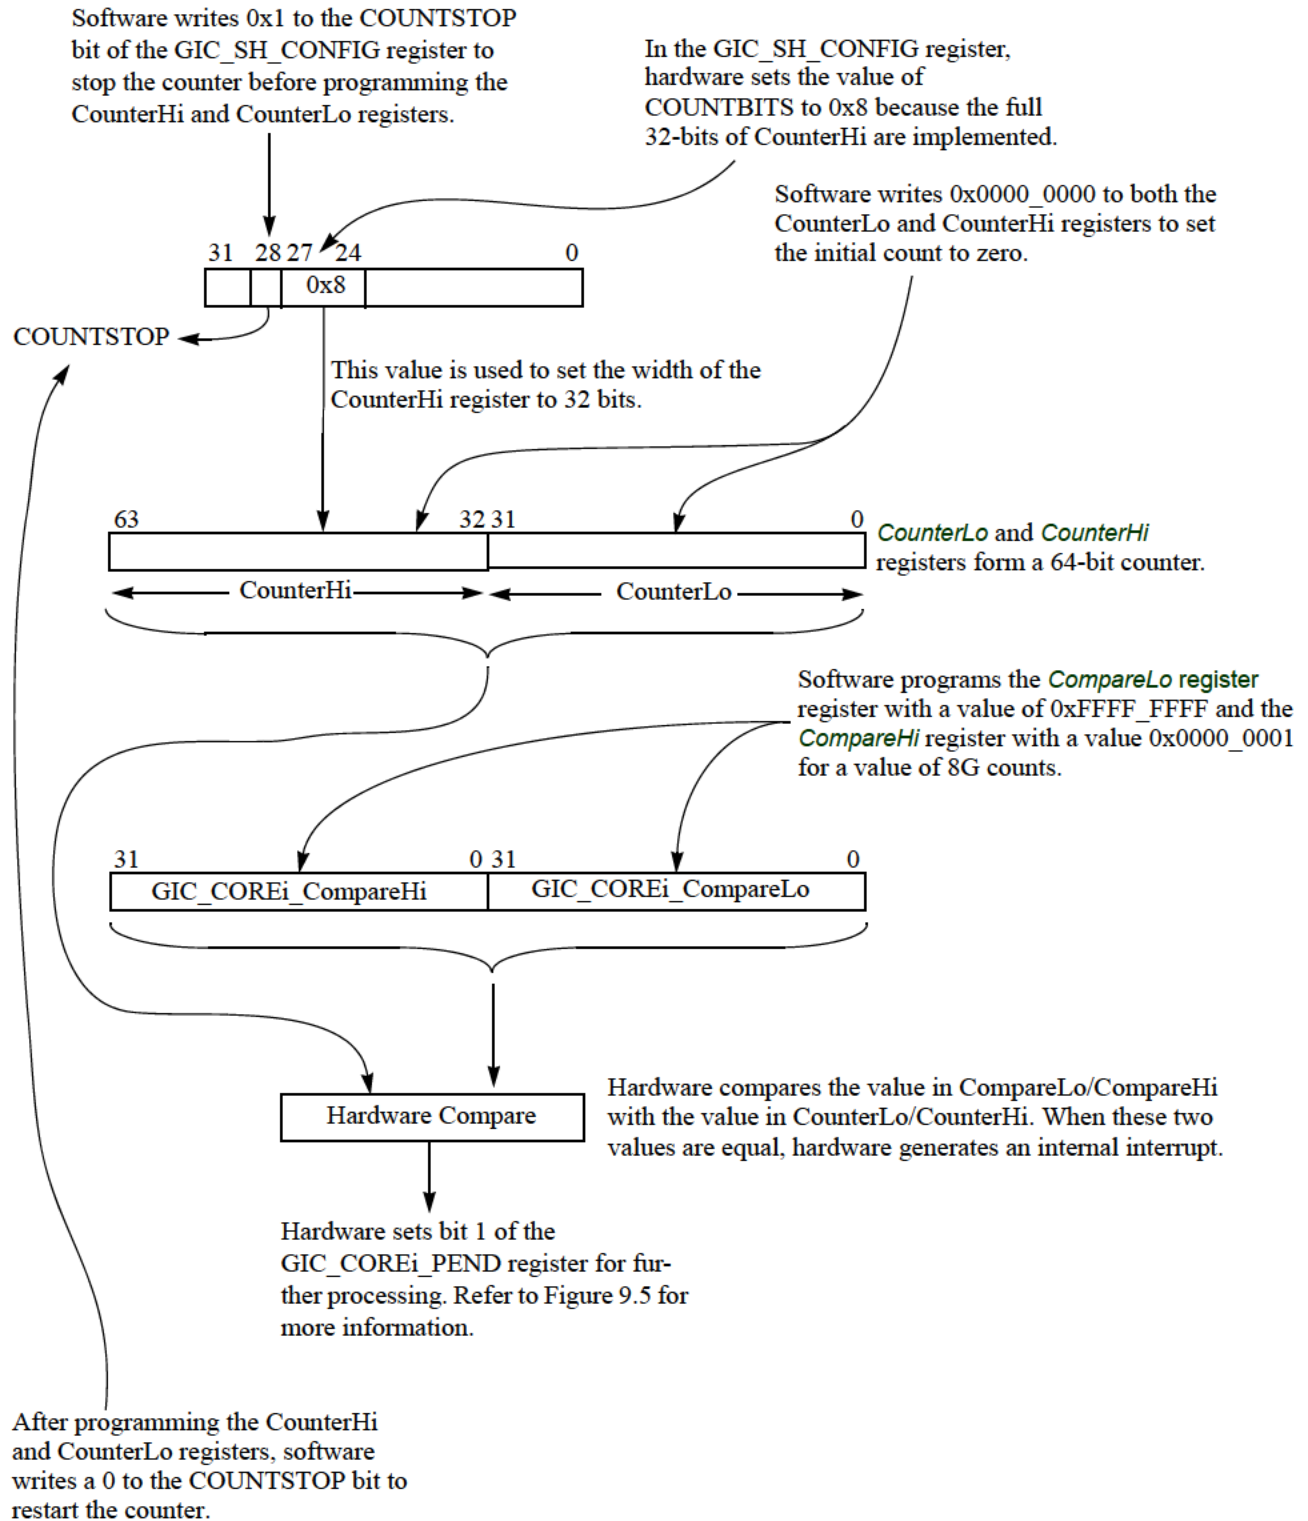 Software writes 0x1 to the COUNTSTOP
bit of the GIC_SH_CONFIG register to
stop the counter before programming the
CounterHi and CounterLo registers.
In the GIC_SH_CONFIG register,
hardware sets the value of
COUNTBITS to 0x8 because the full
32-bits of CounterHi are implemented.
Software writes 0x0000_0000 to both the
CounterLo and CounterHi registers to set
the initial count to zero.
31 28 27 24 0
0x8
COUNTSTOP
This value is used to set the width of the
CounterHi register to 32 bits.
63 32 31 0
CounterLo and CounterHi
registers form a 64-bit counter.
CounterHi CounterLo
Software programs the CompareLo register
register with a value of 0xFFFF_FFFF and the
CompareHi register with a value 0x0000_0001
for a value of 8G counts.
31 0 31 0
GIC_COREi_CompareHi GIC_COREi_CompareLo
Hardware Compare
Hardware compares the value in CompareLo/CompareHi
with the value in CounterLo/CounterHi. When these two
values are equal, hardware generates an internal interrupt.
Hardware sets bit 1 of the
GIC_COREi_PEND register for fur-
ther processing. Refer to Figure 9.5 for
more information.
After programming the CounterHi
and CounterLo registers, software
writes a 0 to the COUNTSTOP bit to
restart the counter.